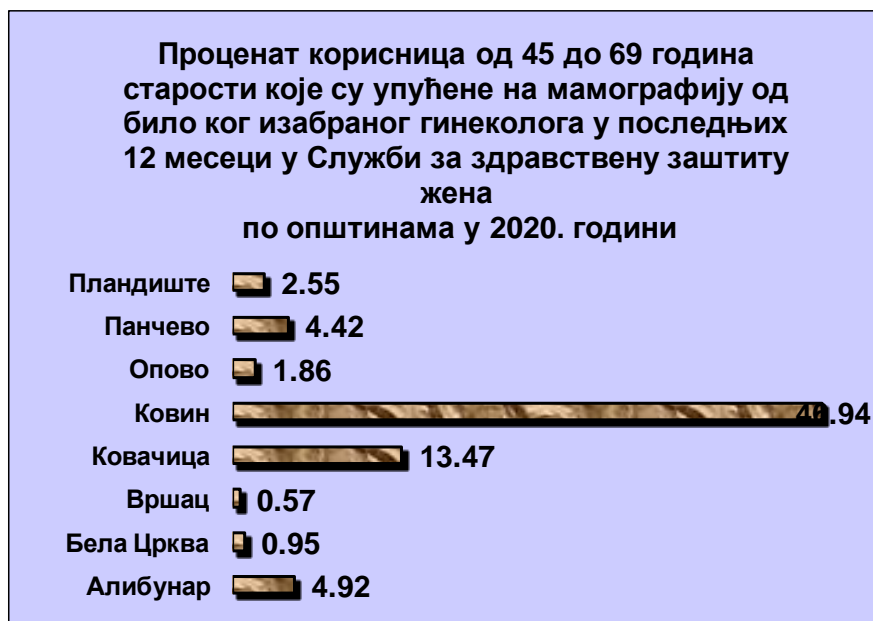 Проценат корисница од 45 до 69 година
старости које су упућене на мамографију од
било ког изабраног гинеколога у последњих
12 месеци у Служби за здравствену заштиту
жена
по општинама у 2020. години
Пландиште 2.55
Панчево 4.42
Опово 1.86
Ковин 46.94
Ковачица 13.47
Вршац 0.57
Бела Црква 0.95
Алибунар 4.92